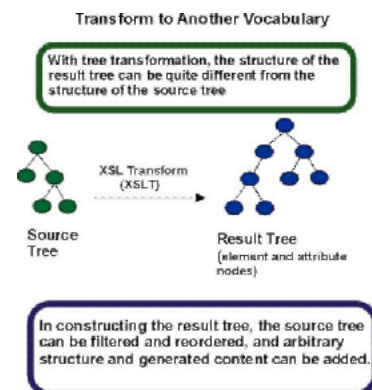 Transform to Another Vocabulary
With tree transformation, the structure of the
result tree can be quite different from the
structure of the source tree
XSL Transform
(XSLT)
Source
Tree
Result Tree
(element and attribute
nodes)
In constructing the result tree, the source tree
can be filtered and reordered, and arbitrary
structure and generated content can be added.